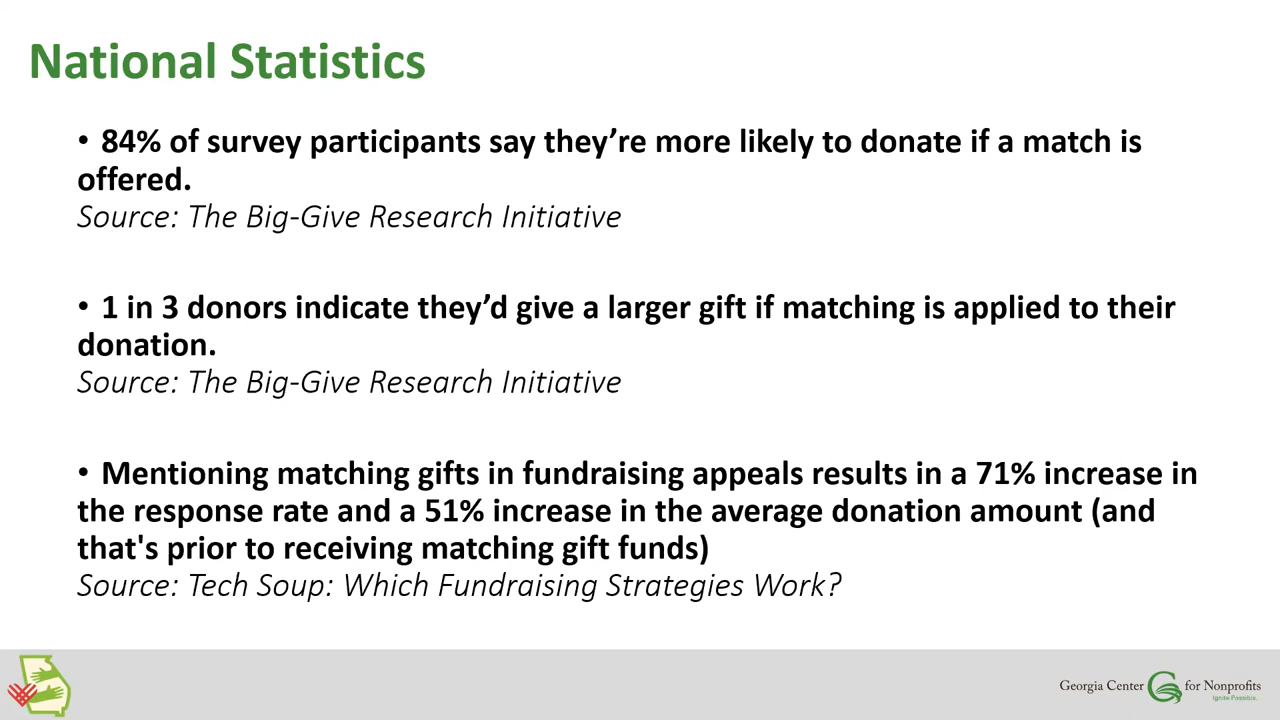 National Statistics
• 84% of survey participants say they’re more likely to donate if a match is
offered.
Source: The Big-Give Research Initiative
• 1 in 3 donors indicate they’d give a larger gift if matching is applied to their
donation.
Source: The Big-Give Research Initiative
• Mentioning matching gifts in fundraising appeals results in a 71% increase in
the response rate and a 51% increase in the average donation amount (and
that's prior to receiving matching gift funds)
Source: Tech Soup: Which Fundraising Strategies Work?
Georgia Center for Nonprofits
Ignite Possible.